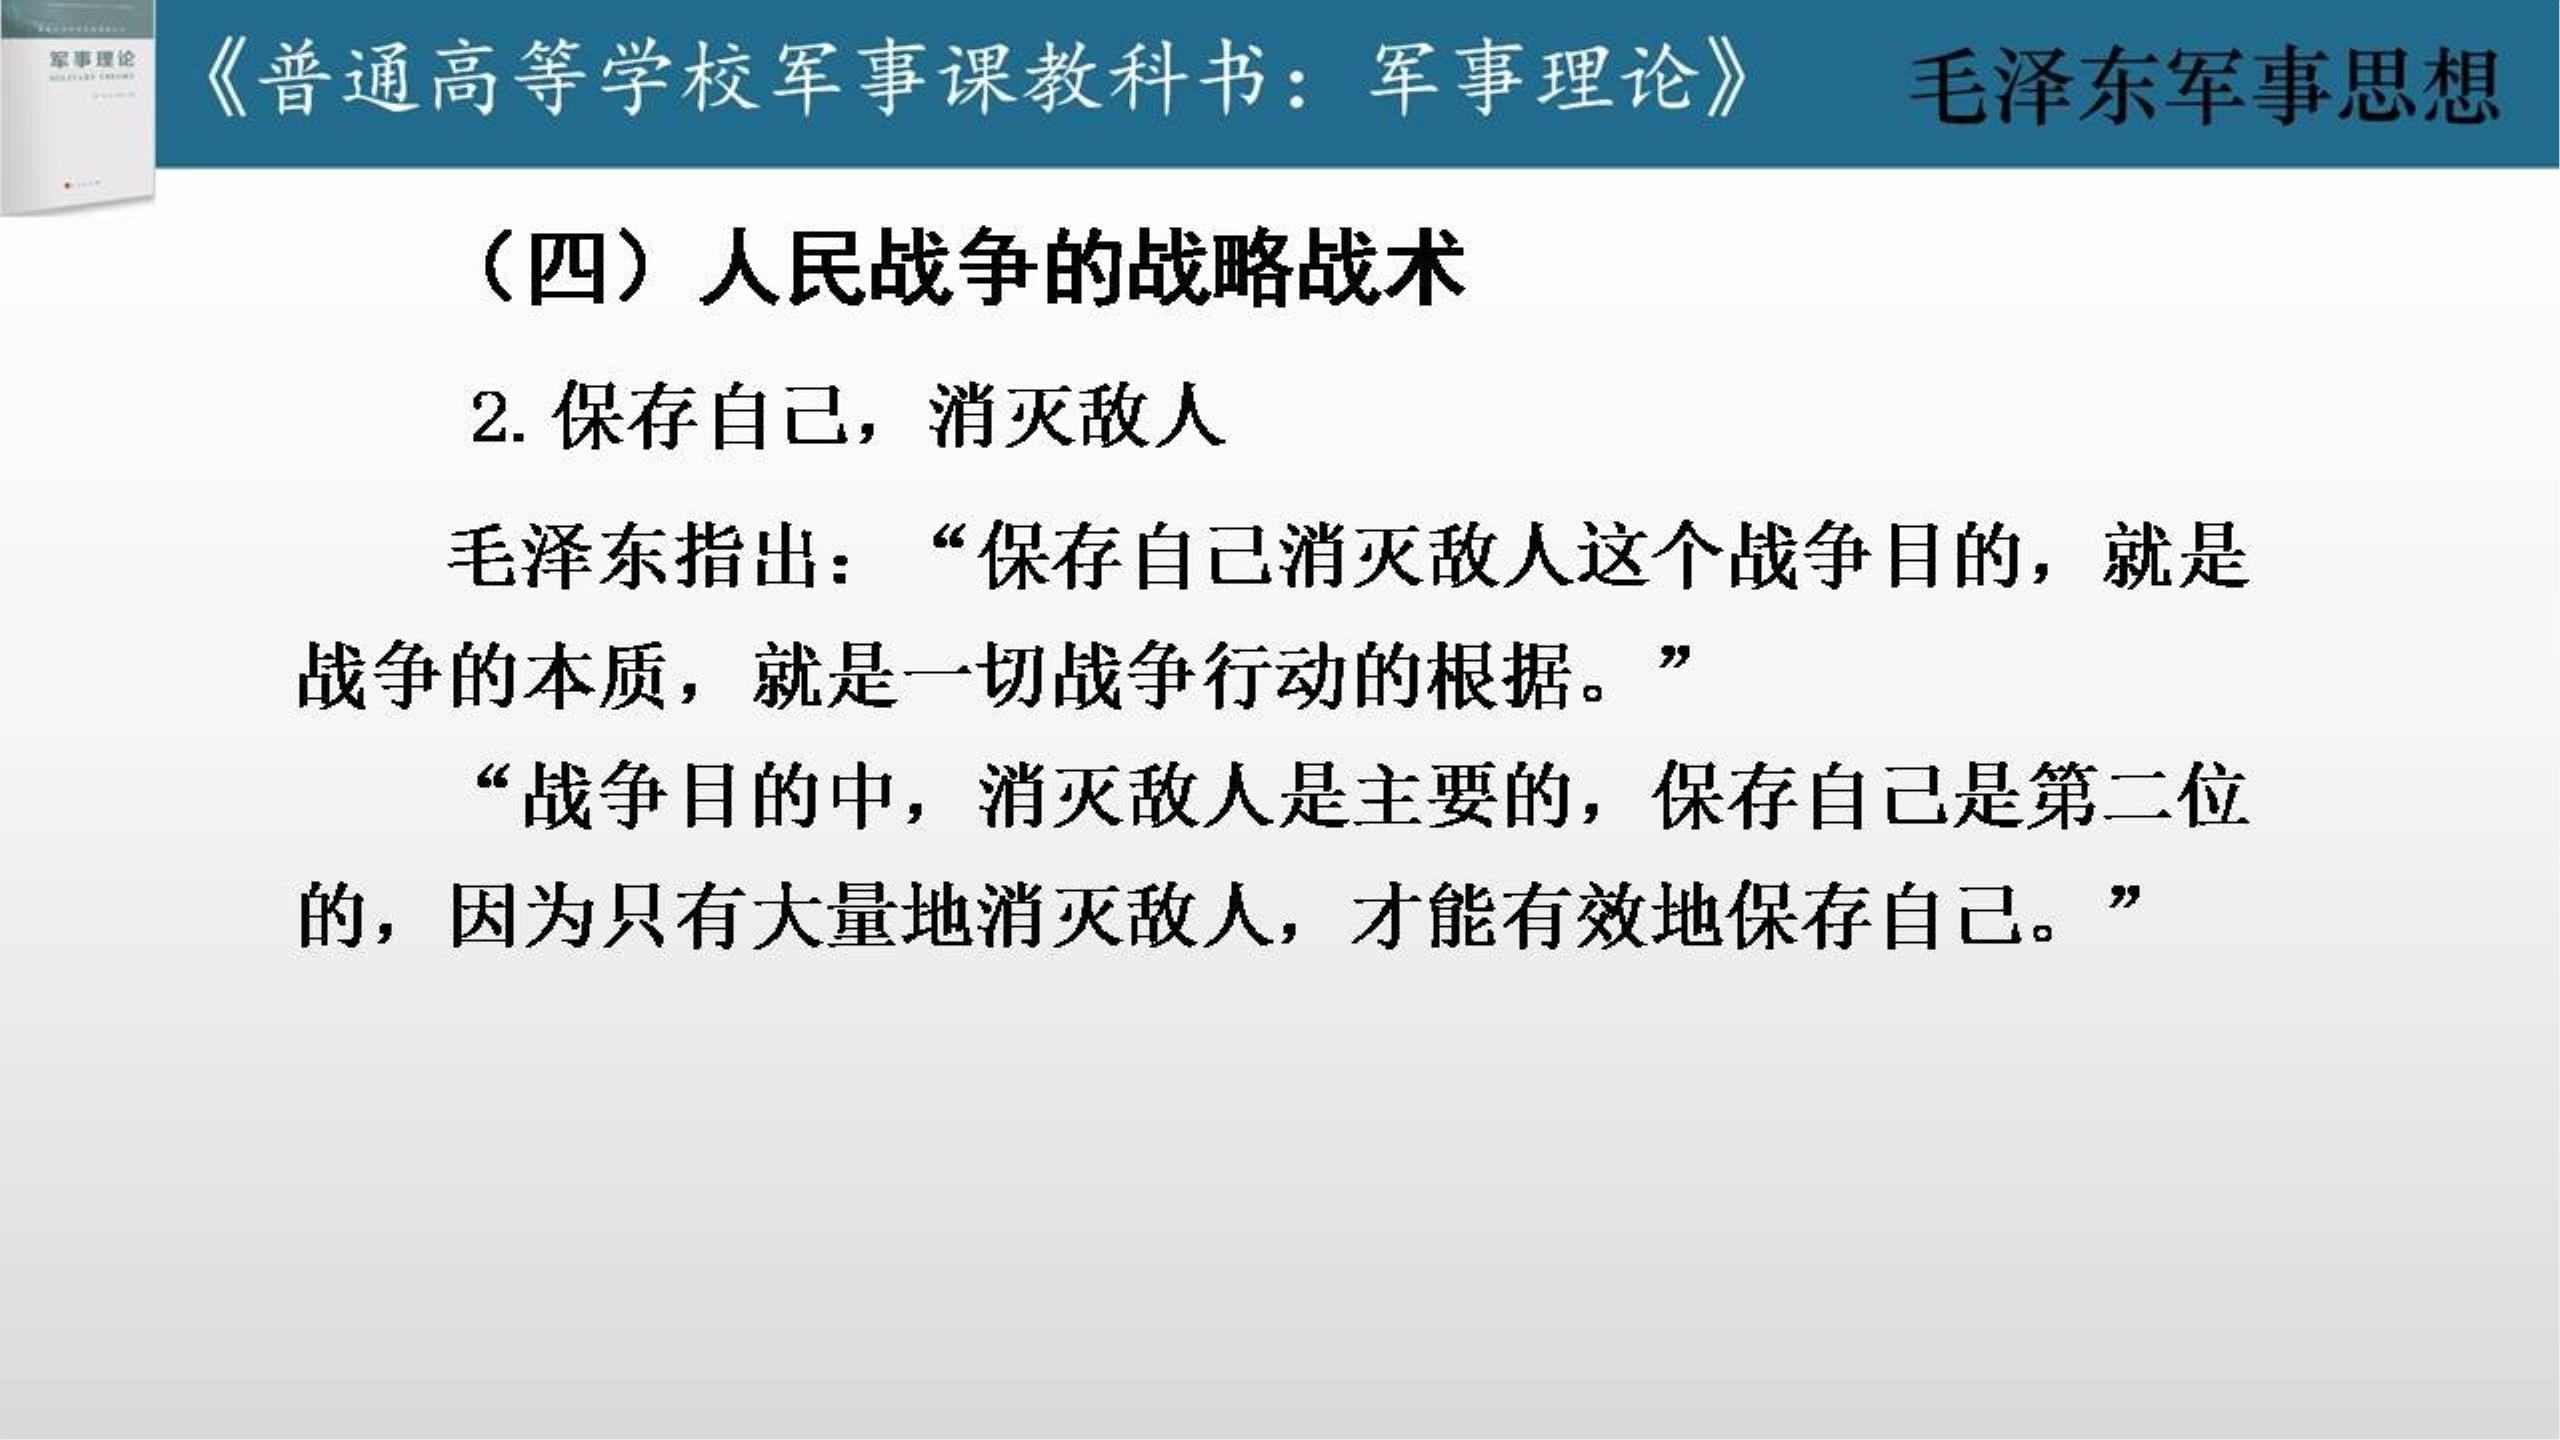 军事理论
MILITARY THEORY
《普通高等学校军事课教科书：军事理论》
毛泽东军事思想
（四）人民战争的战略战术
2. 保存自己，消灭敌人
毛泽东指出：“保存自己消灭敌人这个战争目的，就是
战争的本质，就是一切战争行动的根据。”
“战争目的中，消灭敌人是主要的，保存自己是第二位
的，因为只有大量地消灭敌人，才能有效地保存自己。”